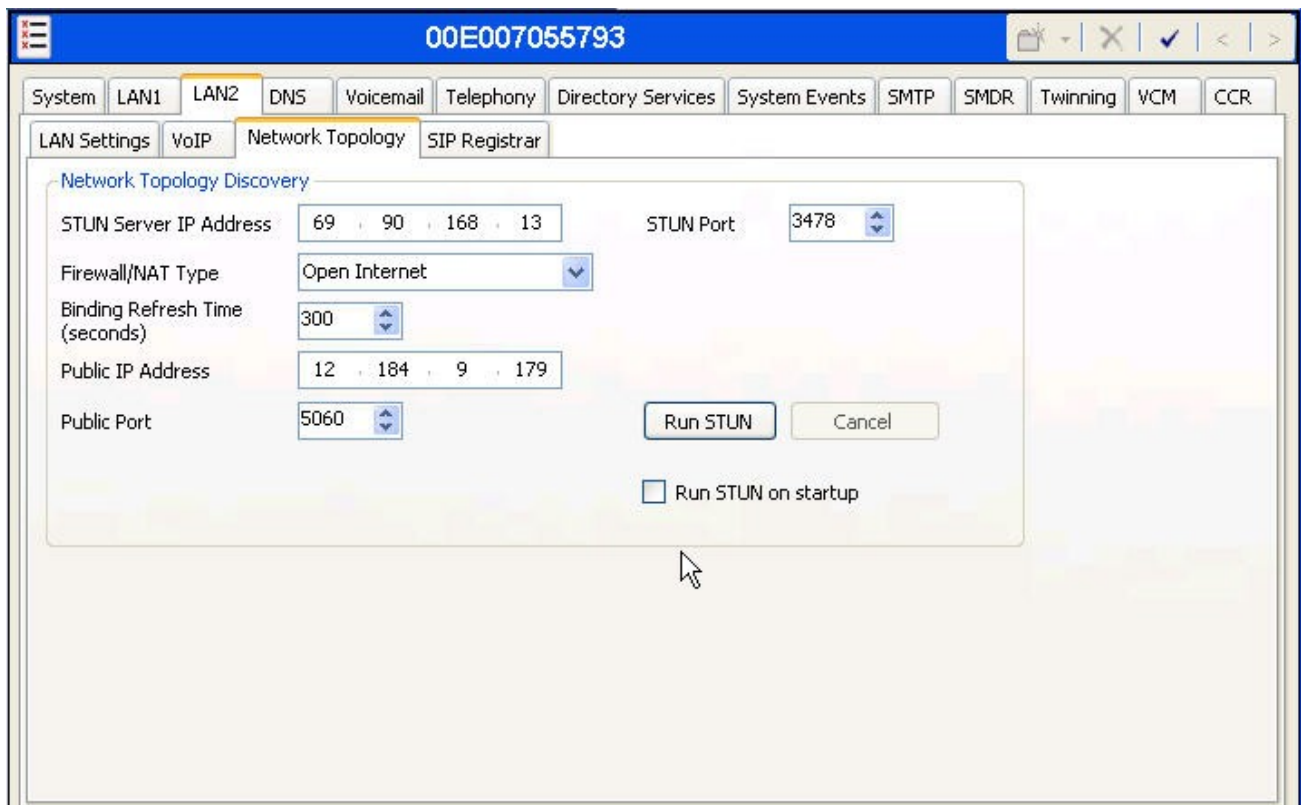 00E007055793
System LAN1 LAN2 DNS Voicemail Telephony Directory Services System Events SMTP SMDR Twinning VCM CCR
LAN Settings VoIP Network Topology SIP Registrar
Network Topology Discovery
STUN Server IP Address 69 . 90 . 168 . 13 STUN Port 3478
Firewall/NAT Type Open Internet
Binding Refresh Time
(seconds) 300
Public IP Address 12 . 184 . 9 . 179
Public Port 5060 Run STUN Cancel
Run STUN on startup